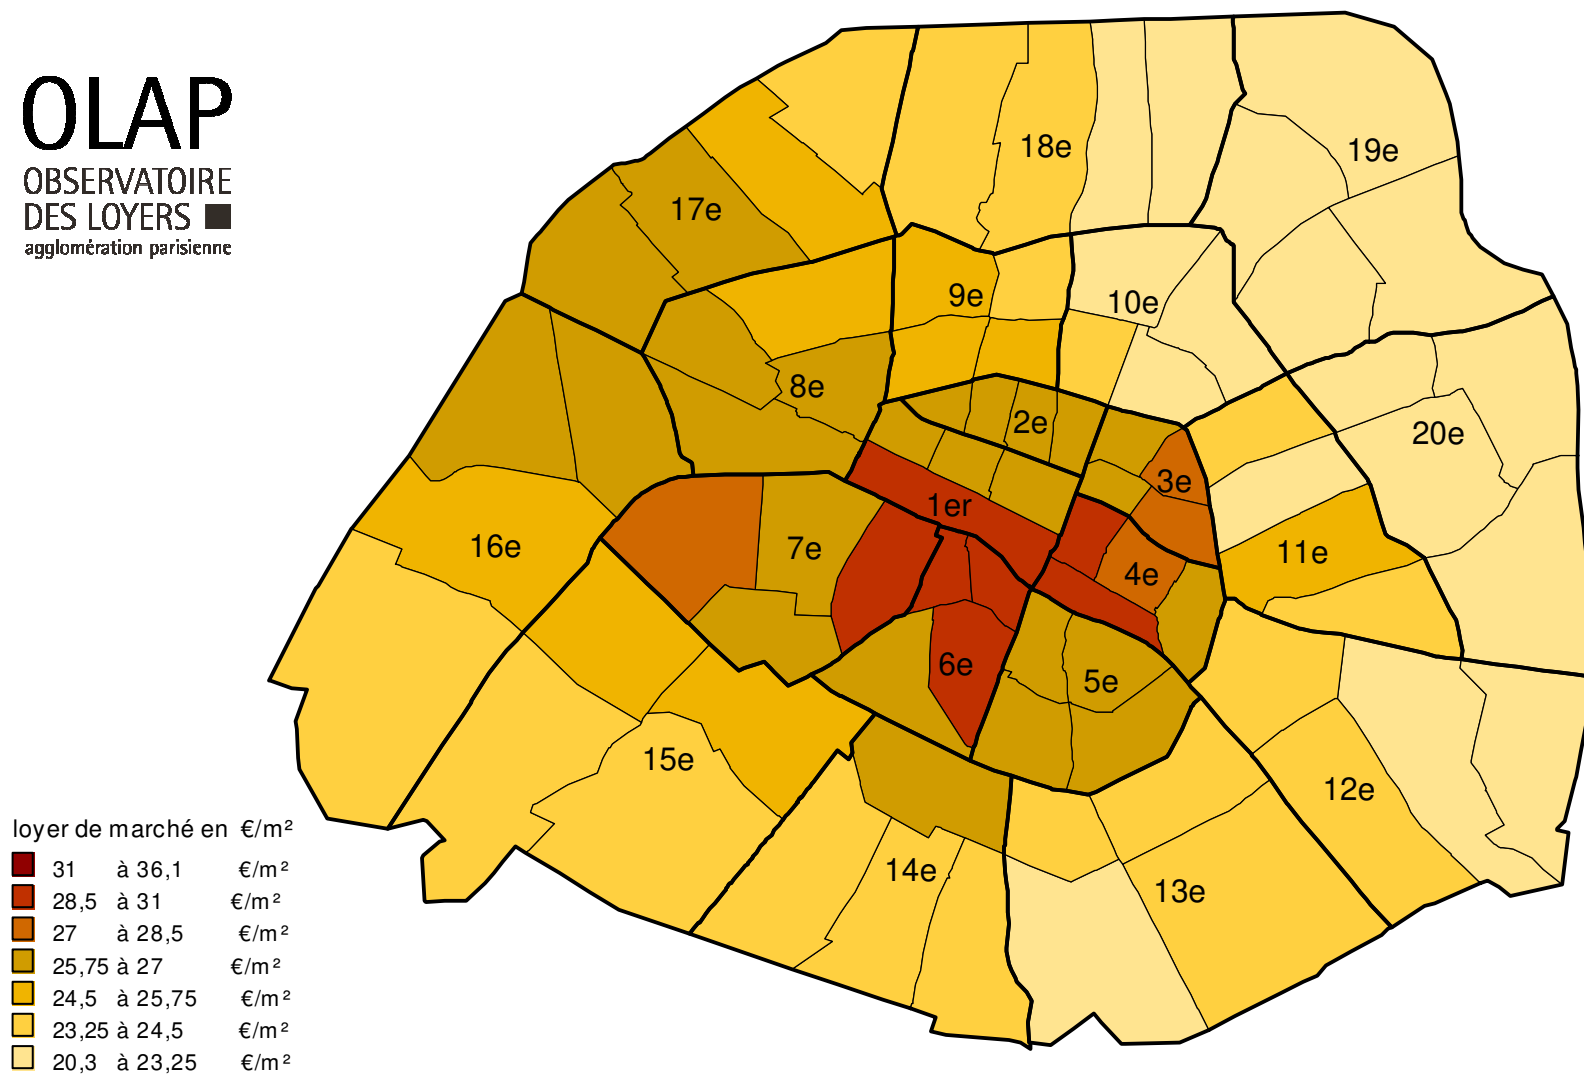 OLAP
OBSERVATOIRE
DES LOYERS
agglomération parisienne
18e
19e
17e
9e
10e
8e
2e
20e
3e
1er
16e
7e
11e
4e
6e
5e
15e
12e
14e
13e
loyer de marché en €/m²
31 à 36,1 €/m²
28,5 à 31 €/m²
27 à 28,5 €/m²
25,75 à 27 €/m²
24,5 à 25,75 €/m²
23,25 à 24,5 €/m²
20,3 à 23,25 €/m²